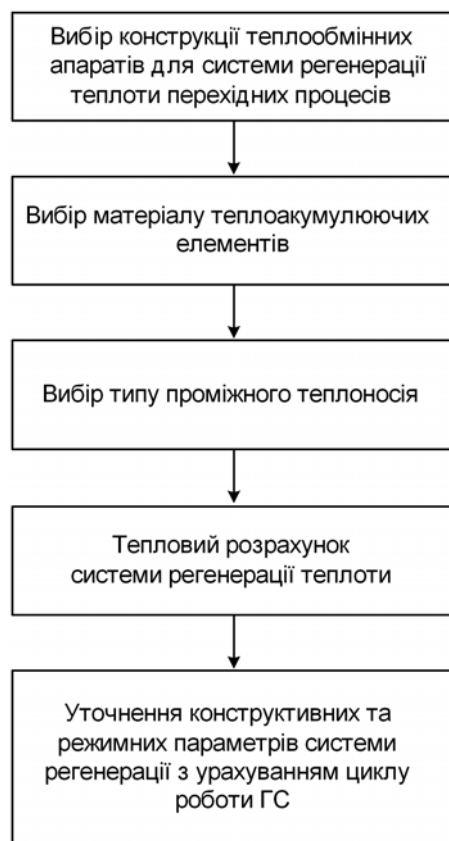 Вибір конструкції теплообмінних
апаратів для системи регенерації
теплоти перехідних процесів
Вибір матеріалу теплоакумулюючих
елементів
Вибір типу проміжного теплоносія
Тепловий розрахунок
системи регенерації теплоти
Уточнення конструктивних та
режимних параметрів системи
регенерації з урахуванням циклу
роботи ГС